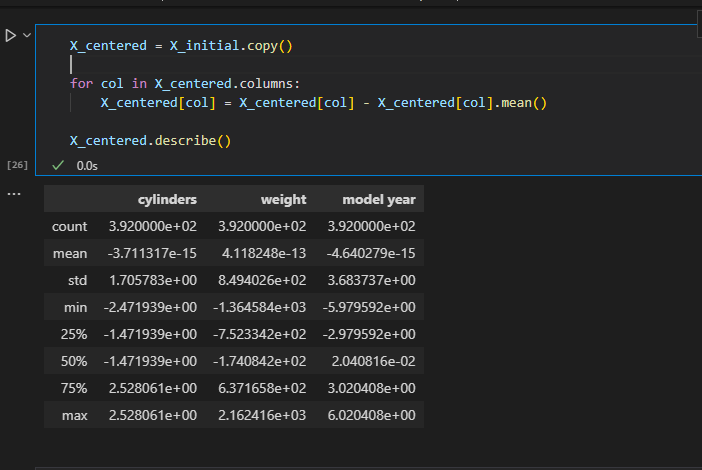 X_centered = X_initial.copy()
for col in X_centered.columns:
X_centered[col] = X_centered[col] - X_centered[col].mean()
X_centered.describe()
[26] 0.0s
...
cylinders weight model year
count 3.920000e+02 3.920000e+02 3.920000e+02
mean -3.711317e-15 4.118248e-13 -4.640279e-15
std 1.705783e+00 8.494026e+02 3.683737e+00
min -2.471939e+00 -1.364584e+03 -5.979592e+00
25% -1.471939e+00 -7.523342e+02 -2.979592e+00
50% -1.471939e+00 -1.740842e+02 2.040816e-02
75% 2.528061e+00 6.371658e+02 3.020408e+00
max 2.528061e+00 2.162416e+03 6.020408e+00